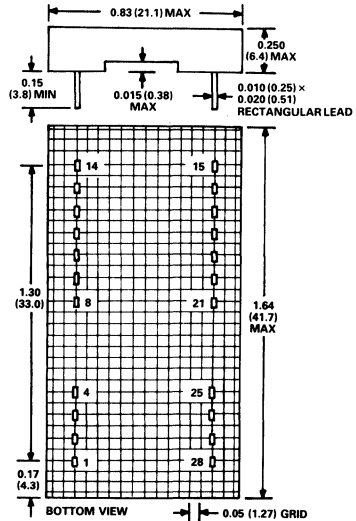 0.83 (21.1) MAX
0.250
(6.4) MAX
0.15
(3.8) MIN
0.015 (0.38)
MAX
0.010 (0.25) ×
0.020 (0.51)
RECTANGULAR LEAD
14
15
1.30
(33.0)
8
21
1.64
(41.7)
MAX
4
25
1
28
0.17
(4.3)
BOTTOM VIEW
0.05 (1.27) GRID